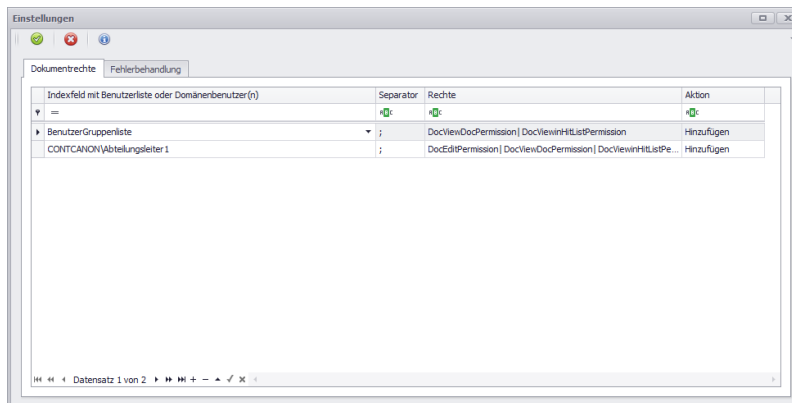 Einstellungen
Dokumentrechte Fehlerbehandlung
Indexfeld mit Benutzerliste oder Domänenbenutzer(n) Separator Rechte Aktion
=
BenutzerGruppenliste ; DocViewDocPermission| DocViewinHitListPermission Hinzufügen
CONTCANON\Abteilungsleiter1 ; DocEditPermission| DocViewDocPermission| DocViewinHitListPe... Hinzufügen
Datensatz 1 von 2